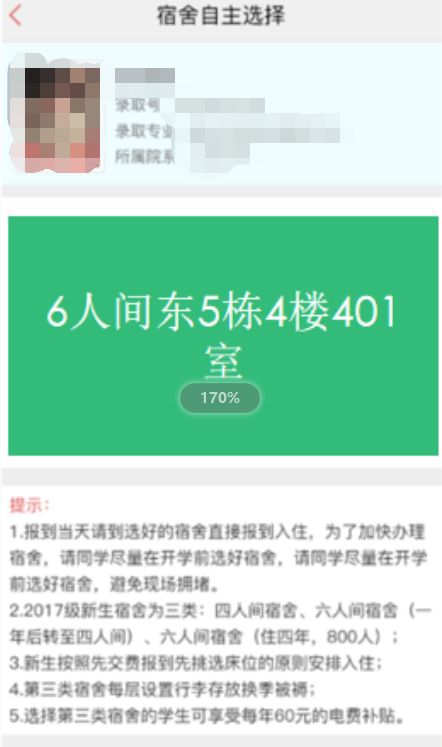 宿舍自主选择
录取号
录取专业
所属院系
6人间东5栋4楼401
室
170%
提示：
1.报到当天请到选好的宿舍直接报到入住，为了加快办理
宿舍，请同学尽量在开学前选好宿舍，请同学尽量在开学
前选好宿舍，避免现场拥堵。
2.2017级新生宿舍为三类：四人间宿舍、六人间宿舍（一
年后转至四人间）、六人间宿舍（住四年，800人）；
3.新生按照先交费报到先挑选床位的原则安排入住；
4.第三类宿舍每层设置行李存放换季被褥；
5.选择第三类宿舍的学生可享受每年60元的电费补贴。